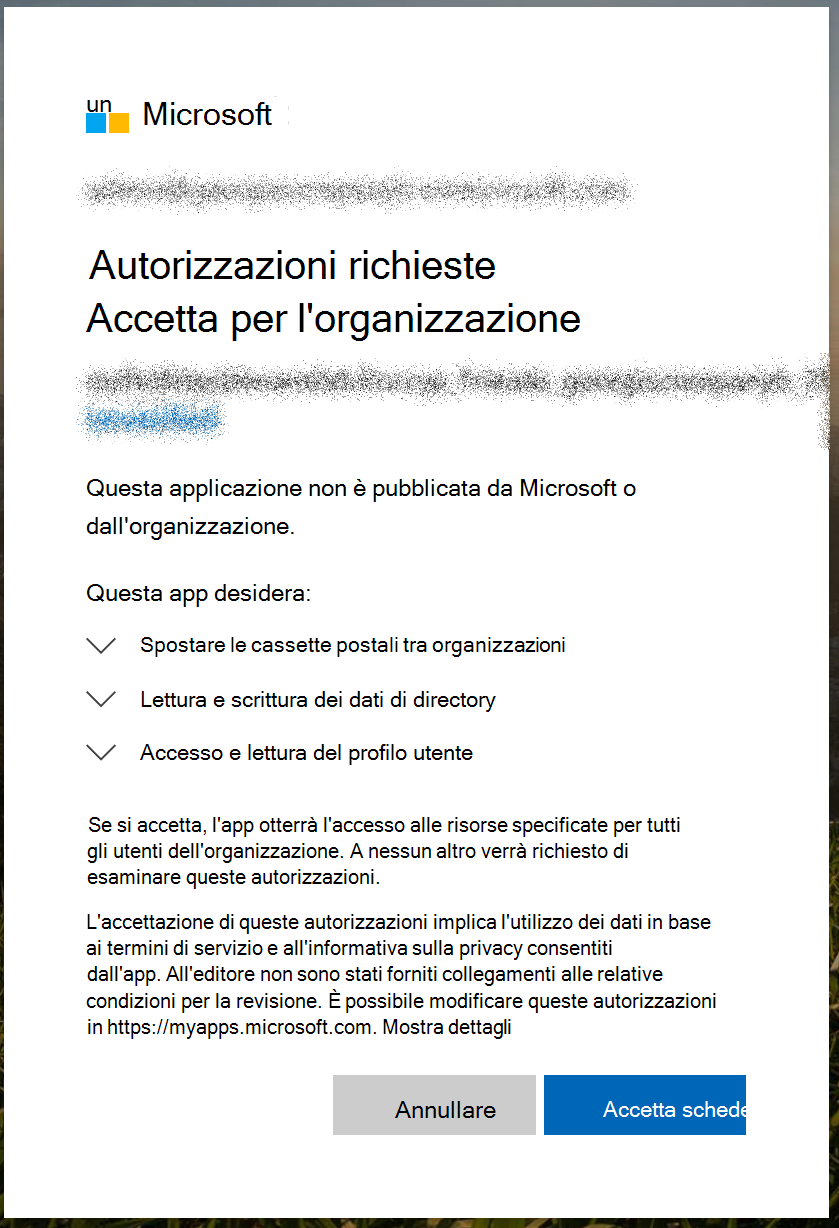 un
Microsoft
Autorizzazioni richieste
Accetta per l'organizzazione
Questa applicazione non è pubblicata da Microsoft o
dall'organizzazione.
Questa app desidera:
Spostare le cassette postali tra organizzazioni
Lettura e scrittura dei dati di directory
Accesso e lettura del profilo utente
Se si accetta, l'app otterrà l'accesso alle risorse specificate per tutti
gli utenti dell'organizzazione. A nessun altro verrà richiesto di
esaminare queste autorizzazioni.
L'accettazione di queste autorizzazioni implica l'utilizzo dei dati in base
ai termini di servizio e all'informativa sulla privacy consentiti
dall'app. All'editore non sono stati forniti collegamenti alle relative
condizioni per la revisione. È possibile modificare queste autorizzazioni
in https://myapps.microsoft.com. Mostra dettagli
Annullare
Accetta schede